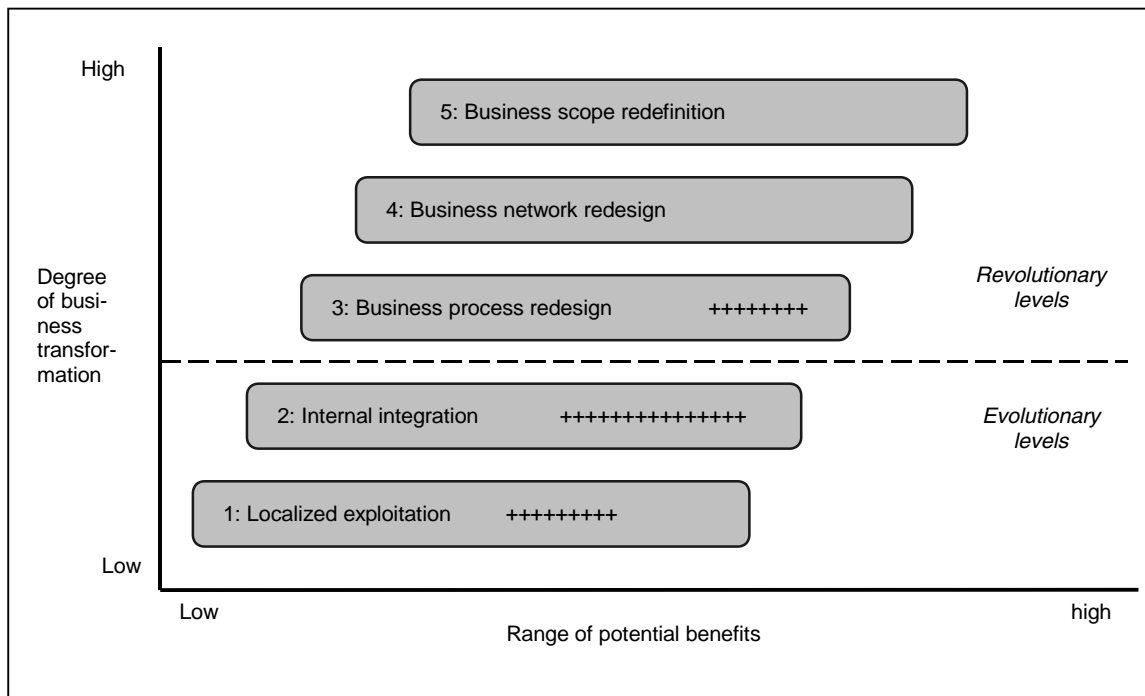 High
5: Business scope redefinition
4: Business network redesign
Degree
of busi-
ness
transfor-
mation
Revolutionary
levels
3: Business process redesign ++++++++
2: Internal integration +++++++++++++++
Evolutionary
levels
1: Localized exploitation +++++++++
Low
Low high
Range of potential benefits